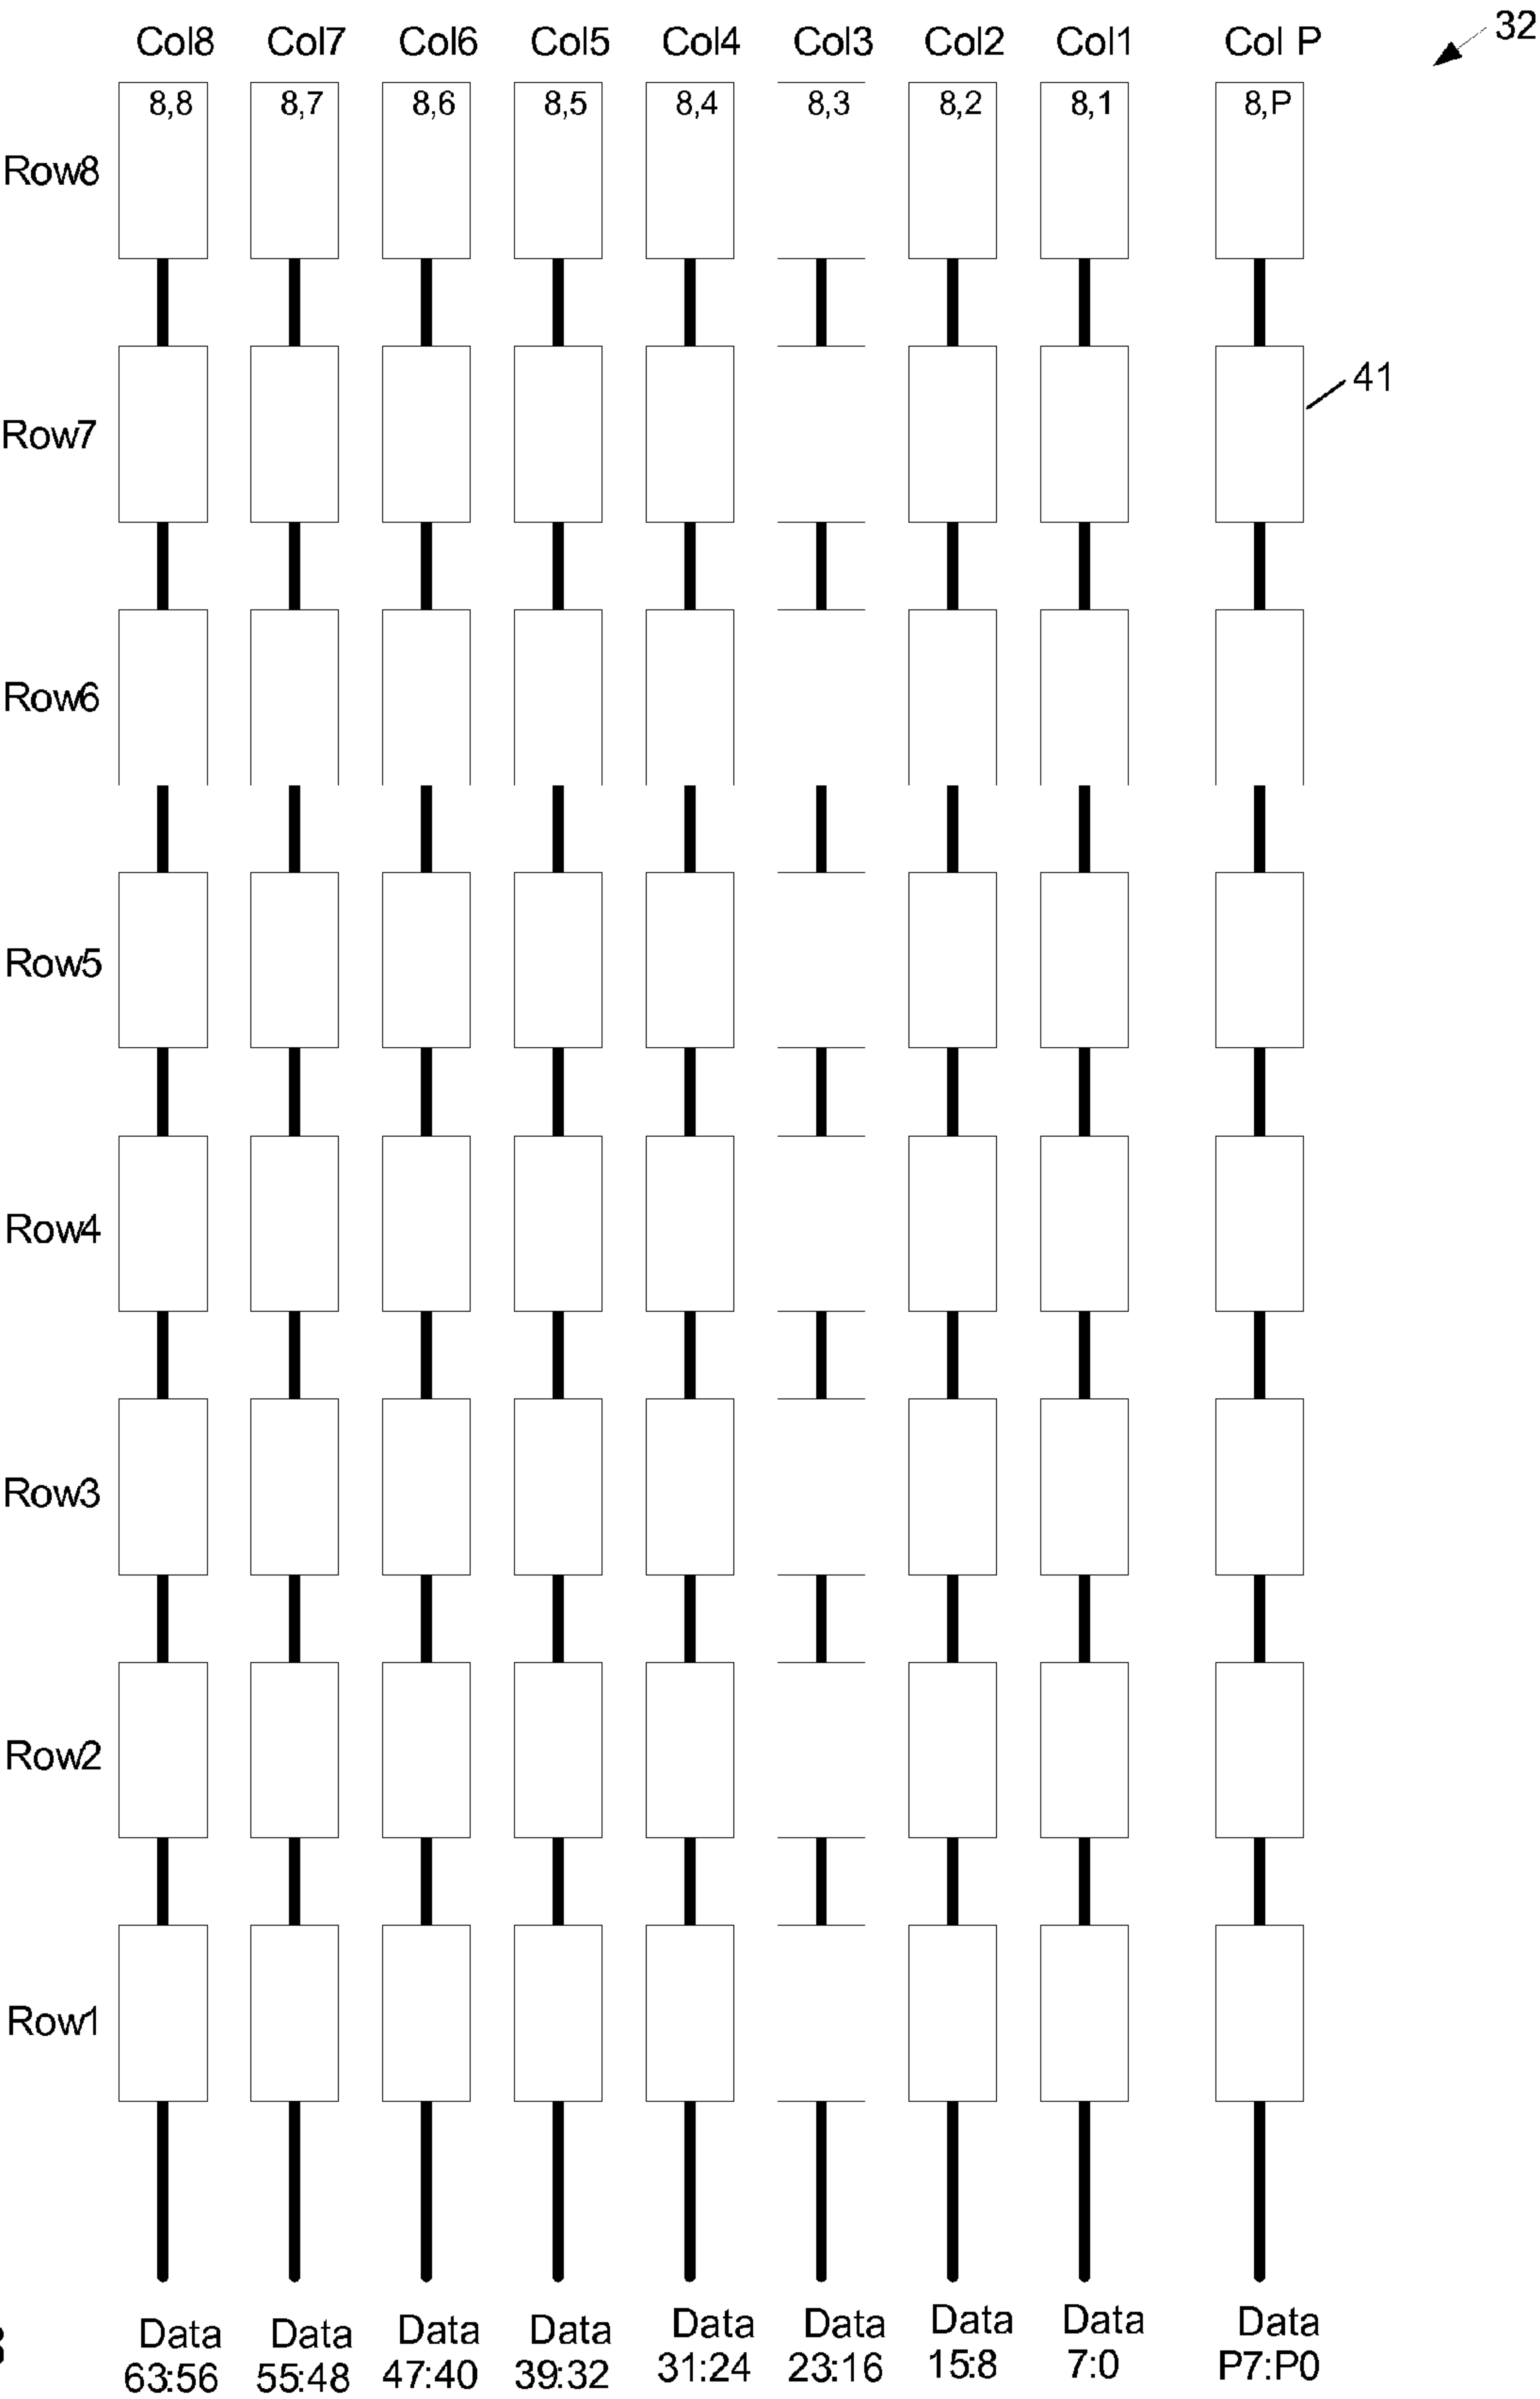 32
Col8 Col7 Col6 Col5 Col4 Col3 Col2 Col1 Col P
8,8 8,7 8,6 8,5 8,4 8,3 8,2 8,1 8,P
Row8
41
Row7
Row6
Row5
Row4
Row3
Row2
Row1
Data Data Data Data Data Data Data Data Data
63:56 55:48 47:40 39:32 31:24 23:16 15:8 7:0 P7:P0